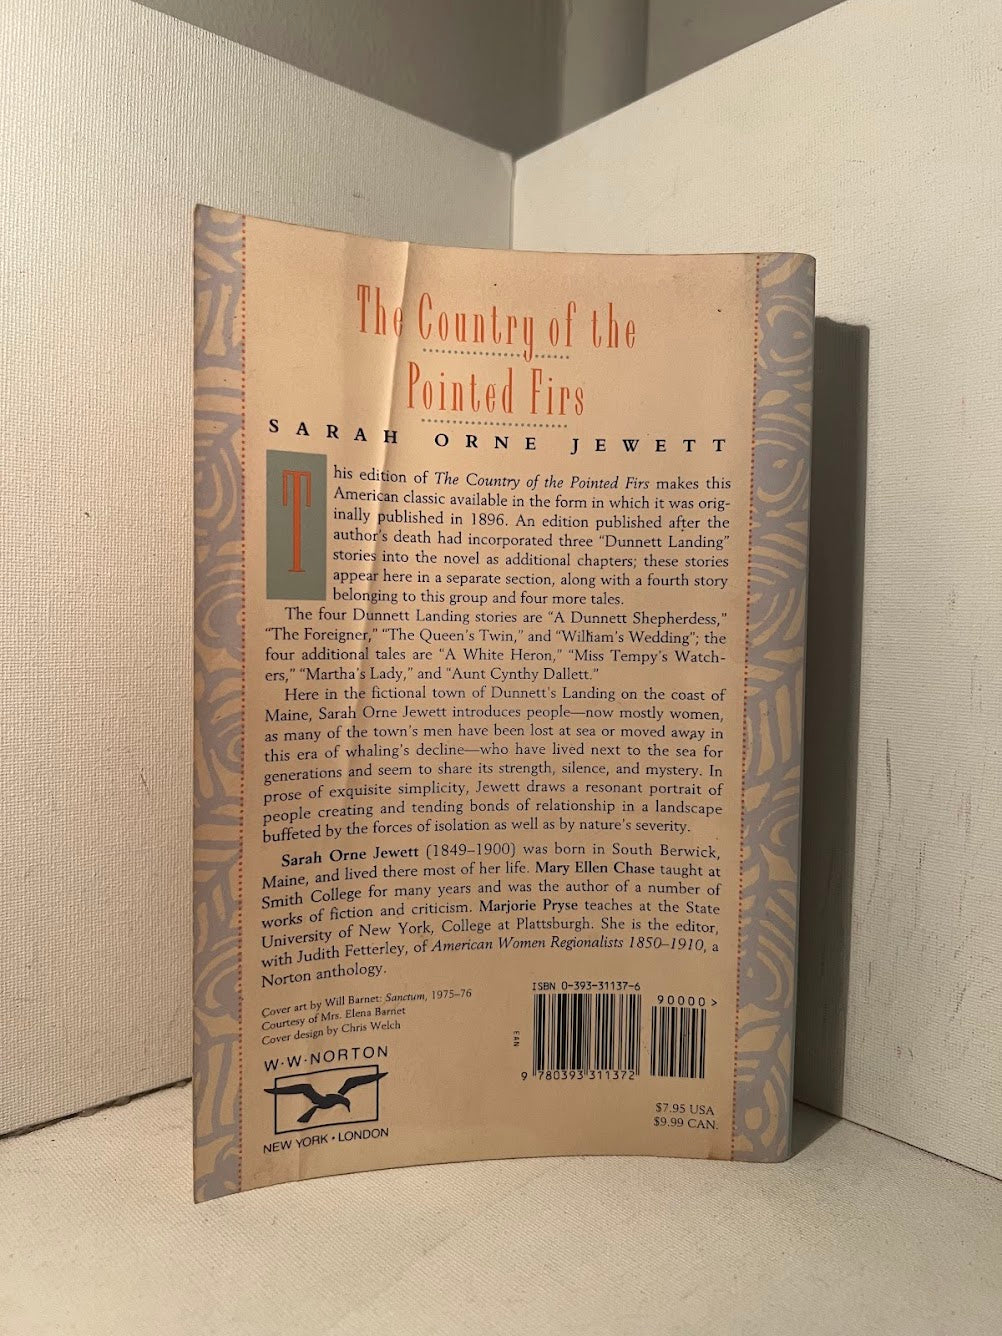 The Country of the
Pointed Firs
SARAH ORNE JEWETT
This edition of The Country of the Pointed Firs makes this
American classic available in the form in which it was orig-
inally published in 1896. An edition published after the
author's death had incorporated three “Dunnett Landing”
stories into the novel as additional chapters; these stories
appear here in a separate section, along with a fourth story
belonging to this group and four more tales.
The four Dunnett Landing stories are “A Dunnett Shepherdess,”
“The Foreigner,” “The Queen's Twin,” and “William's Wedding”; the
four additional tales are “A White Heron,” “Miss Tempy's Watch-
ers,” “Martha's Lady,” and “Aunt Cynthy Dallett.”
Here in the fictional town of Dunnett's Landing on the coast of
Maine, Sarah Orne Jewett introduces people—now mostly women,
as many of the town's men have been lost at sea or moved away in
this era of whaling's decline—who have lived next to the sea for
generations and seem to share its strength, silence, and mystery. In
prose of exquisite simplicity, Jewett draws a resonant portrait of
people creating and tending bonds of relationship in a landscape
buffeted by the forces of isolation as well as by nature's severity.
Sarah Orne Jewett (1849–1900) was born in South Berwick,
Maine, and lived there most of her life. Mary Ellen Chase taught at
Smith College for many years and was the author of a number of
works of fiction and criticism. Marjorie Pryse teaches at the State
University of New York, College at Plattsburgh. She is the editor,
with Judith Fetterley, of American Women Regionalists 1850–1910, a
Norton anthology.
Cover art by Will Barnet: Sanctum, 1975–76
Courtesy of Mrs. Elena Barnet
Cover design by Chris Welch
W·W·NORTON
NEW YORK • LONDON
ISBN 0-393-31137-6
90000>
EAN
9 780393 311372
$7.95 USA
$9.99 CAN.